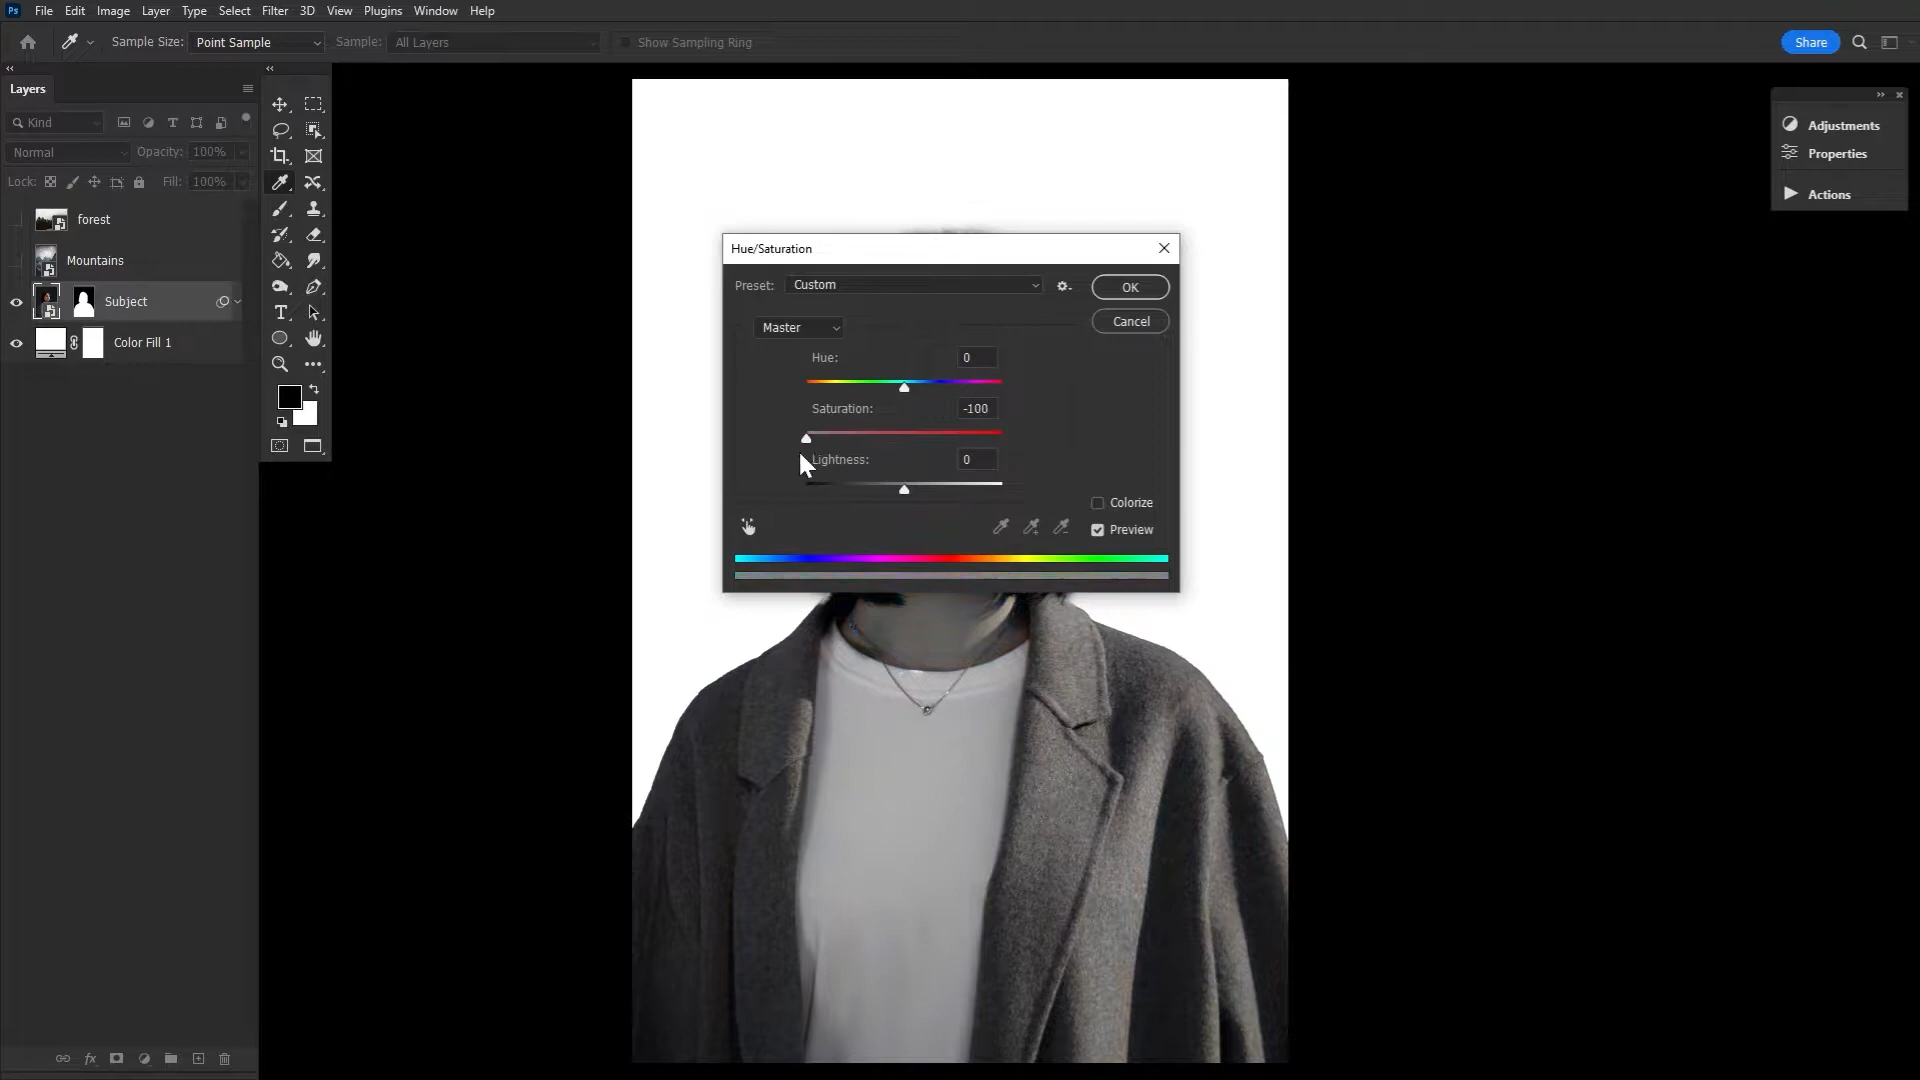 Ps File Edit Image Layer Type Select Filter 3D View Plugins Window Help
Sample Size: Point Sample Sample: All Layers Show Sampling Ring Share
Layers
Kind
Normal Opacity: 100%
Lock: Fill: 100%
forest
Mountains
Subject
Color Fill 1
Hue/Saturation
Preset: Custom OK
Cancel
Master
Hue: 0
Saturation: -100
Lightness: 0
Colorize
Preview
Adjustments
Properties
Actions